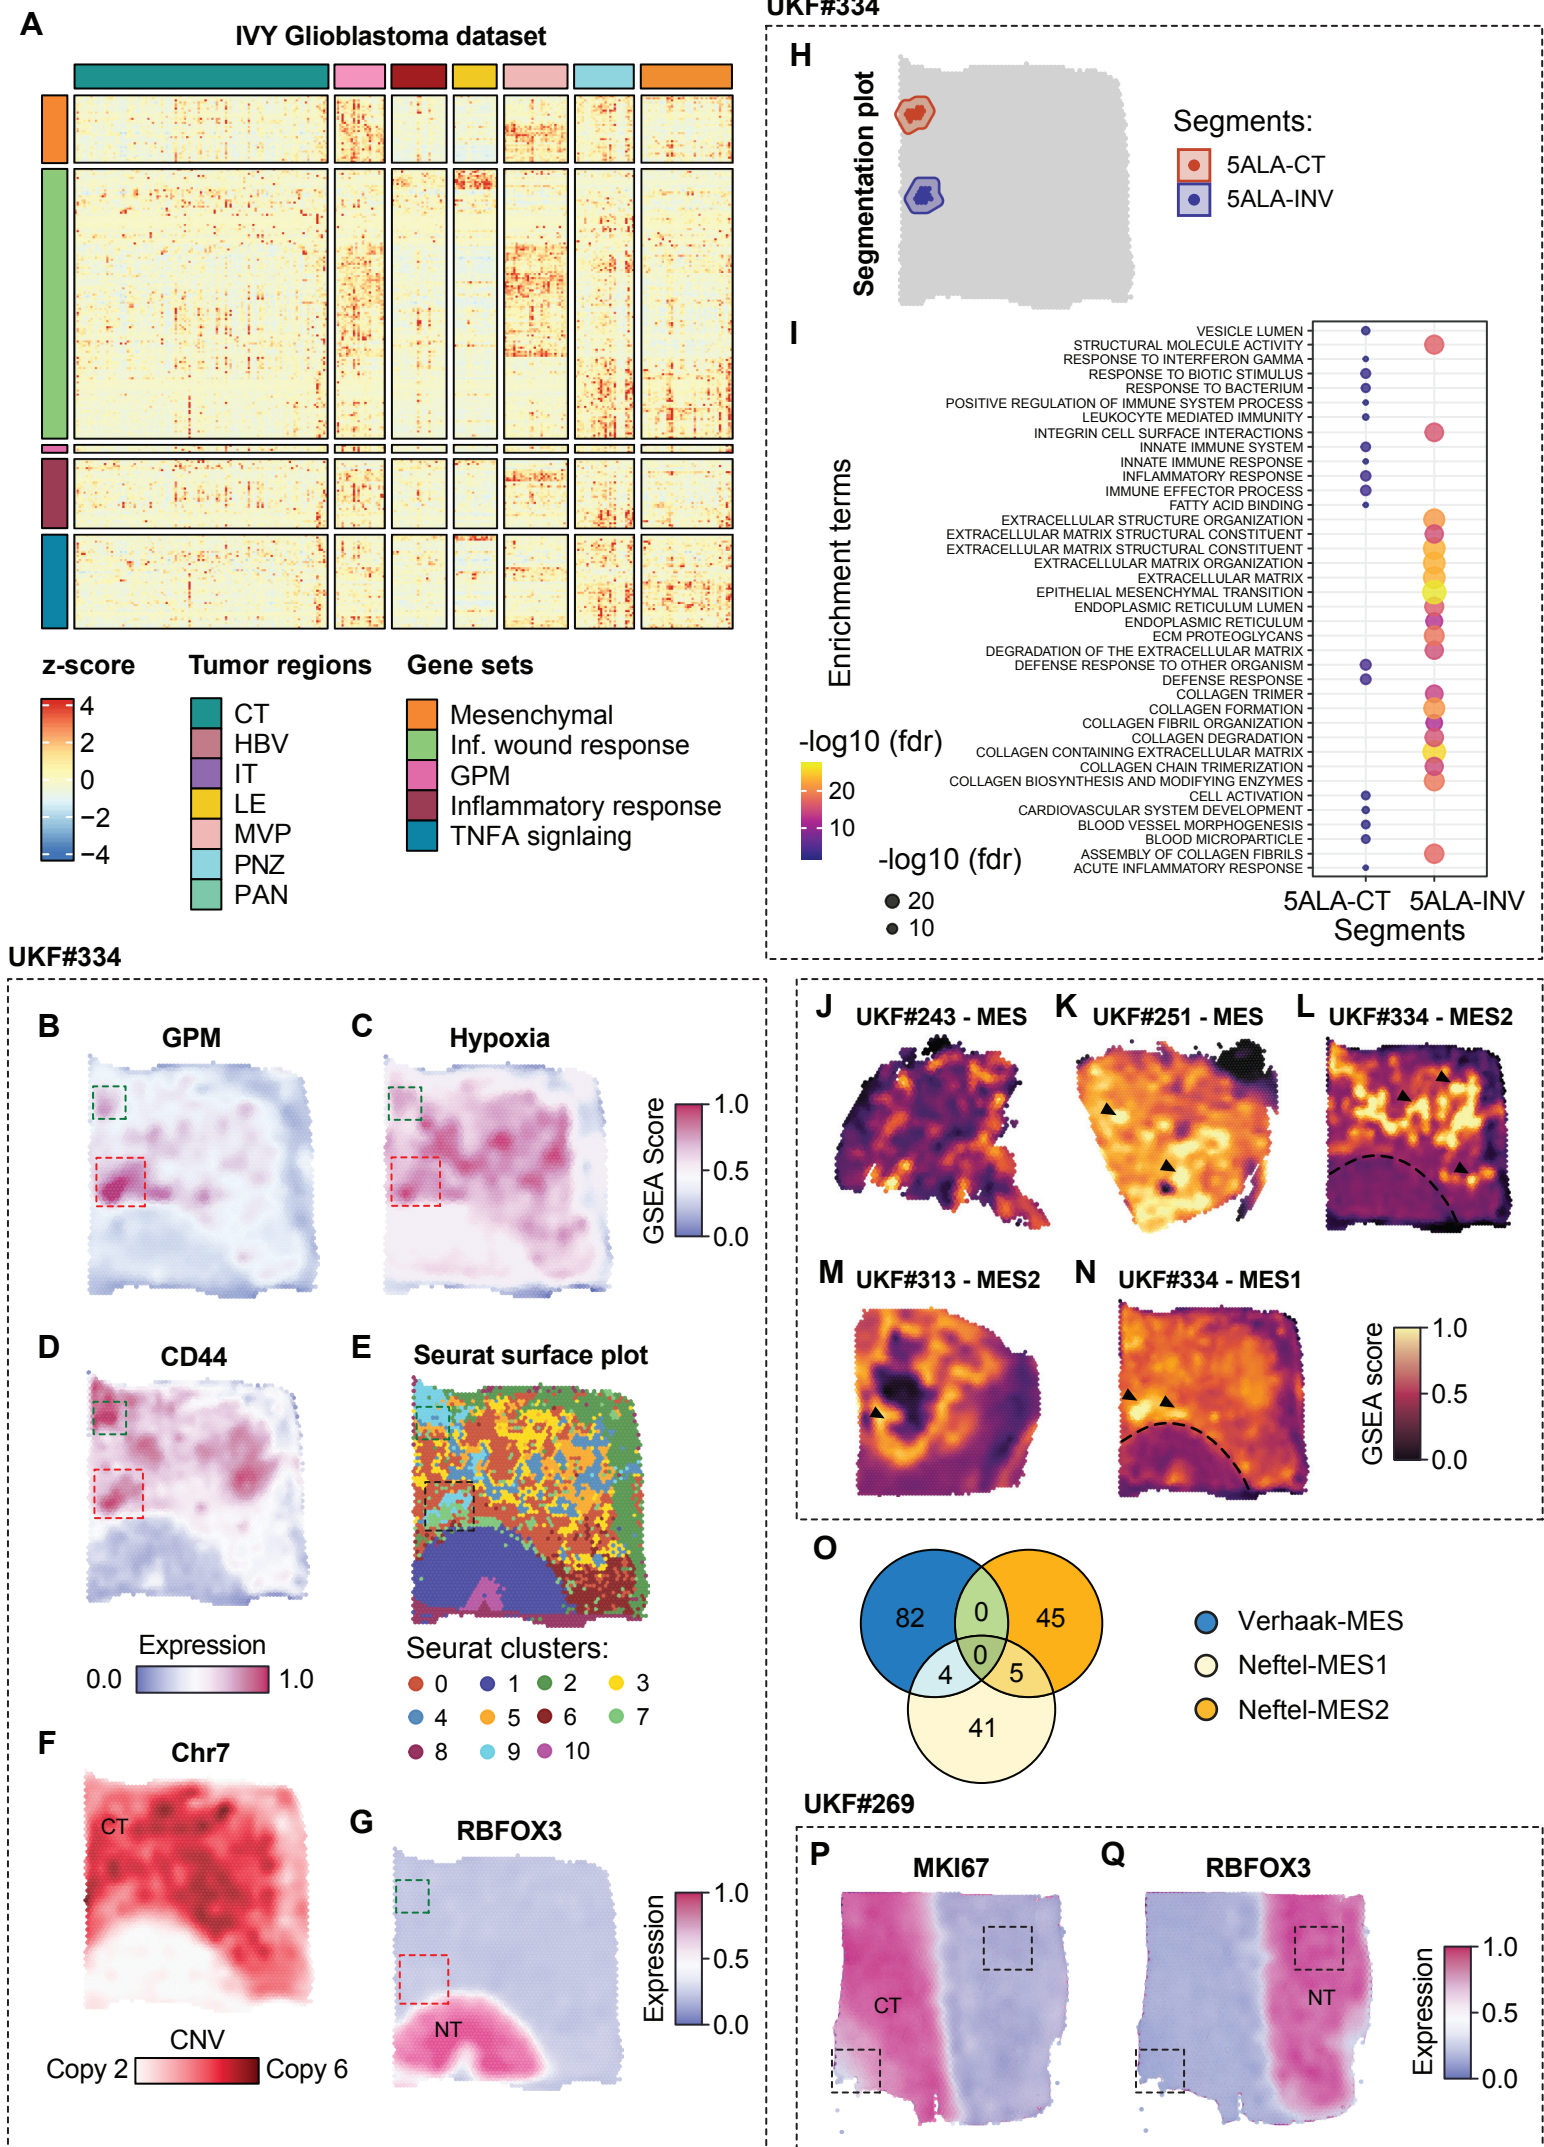 A
IVY Glioblastoma dataset
z-score
4
2
0
−2
−4
Tumor regions
CT
HBV
IT
LE
MVP
PNZ
PAN
Gene sets
Mesenchymal
Inf. wound response
GPM
Inflammatory response
TNFA signlaing
UKF#334
H
Segmentation plot
Segments:
5ALA-CT
5ALA-INV
I
Enrichment terms
VESICLE LUMEN
STRUCTURAL MOLECULE ACTIVITY
RESPONSE TO INTERFERON GAMMA
RESPONSE TO BIOTIC STIMULUS
RESPONSE TO BACTERIUM
POSITIVE REGULATION OF IMMUNE SYSTEM PROCESS
LEUKOCYTE MEDIATED IMMUNITY
INTEGRIN CELL SURFACE INTERACTIONS
INNATE IMMUNE SYSTEM
INNATE IMMUNE RESPONSE
INFLAMMATORY RESPONSE
IMMUNE EFFECTOR PROCESS
FATTY ACID BINDING
EXTRACELLULAR STRUCTURE ORGANIZATION
EXTRACELLULAR MATRIX STRUCTURAL CONSTITUENT
EXTRACELLULAR MATRIX STRUCTURAL CONSTITUENT
EXTRACELLULAR MATRIX ORGANIZATION
EXTRACELLULAR MATRIX
EPITHELIAL MESENCHYMAL TRANSITION
ENDOPLASMIC RETICULUM LUMEN
ENDOPLASMIC RETICULUM
ECM PROTEOGLYCANS
DEGRADATION OF THE EXTRACELLULAR MATRIX
DEFENSE RESPONSE TO OTHER ORGANISM
DEFENSE RESPONSE
COLLAGEN TRIMER
COLLAGEN FORMATION
COLLAGEN FIBRIL ORGANIZATION
COLLAGEN DEGRADATION
COLLAGEN CONTAINING EXTRACELLULAR MATRIX
COLLAGEN CHAIN TRIMERIZATION
COLLAGEN BIOSYNTHESIS AND MODIFYING ENZYMES
CELL ACTIVATION
CARDIOVASCULAR SYSTEM DEVELOPMENT
BLOOD VESSEL MORPHOGENESIS
BLOOD MICROPARTICLE
ASSEMBLY OF COLLAGEN FIBRILS
ACUTE INFLAMMATORY RESPONSE
-log10 (fdr)
20
10
-log10 (fdr)
20
10
5ALA-CT 5ALA-INV
Segments
UKF#334
B
GPM
C
Hypoxia
GSEA Score
1.0
0.5
0.0
D
CD44
Expression
0.0
1.0
E
Seurat surface plot
Seurat clusters:
0 1 2 3
4 5 6 7
8 9 10
F
Chr7
CT
CNV
Copy 2
Copy 6
G
RBFOX3
NT
Expression
1.0
0.5
0.0
J
UKF#243 - MES
K
UKF#251 - MES
L
UKF#334 - MES2
M
UKF#313 - MES2
N
UKF#334 - MES1
GSEA score
1.0
0.5
0.0
O
82
0
45
0
4
5
41
Verhaak-MES
Neftel-MES1
Neftel-MES2
UKF#269
P
MKI67
CT
Q
RBFOX3
NT
Expression
1.0
0.5
0.0